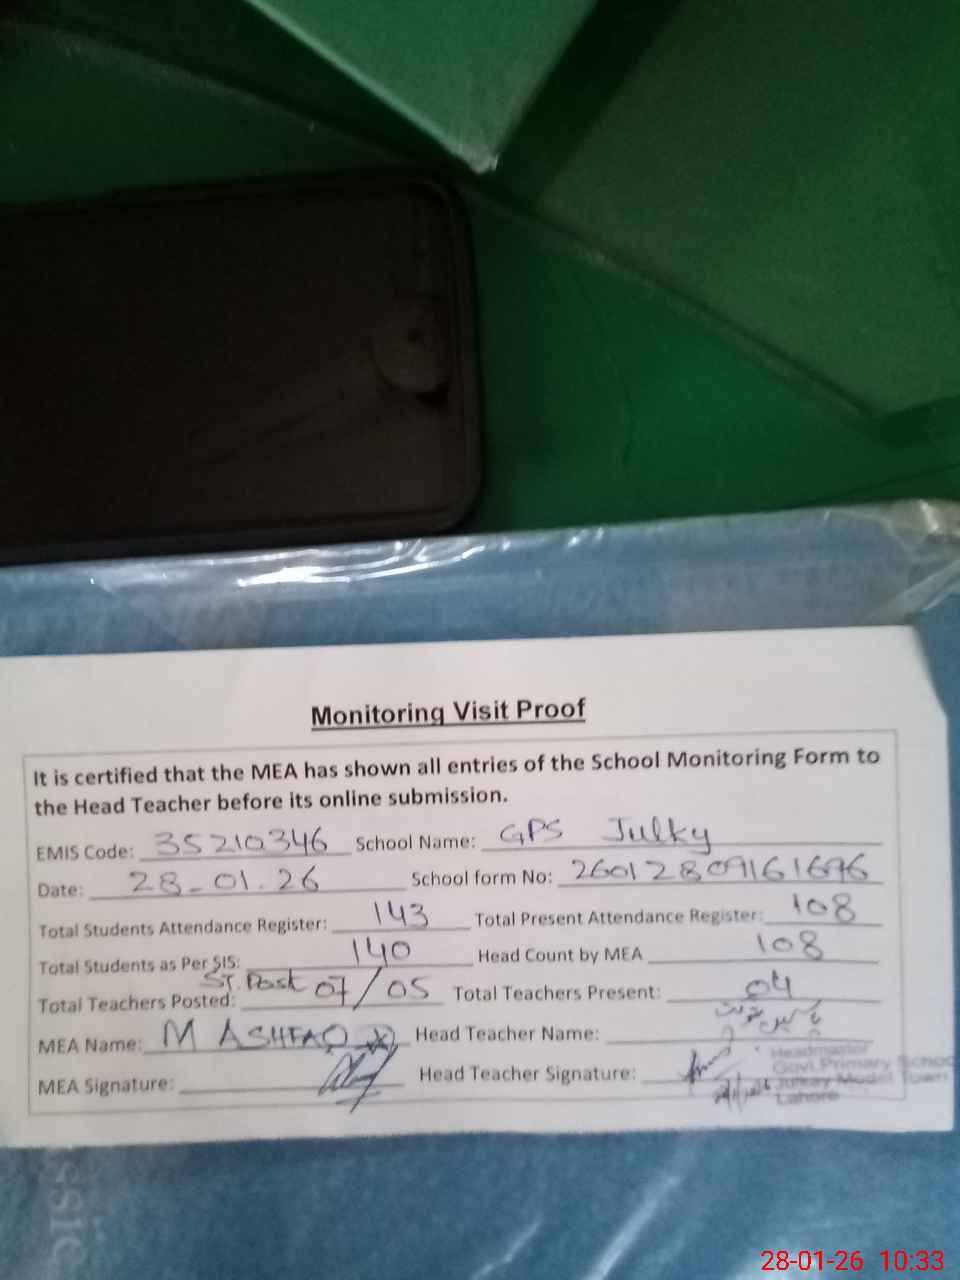 Monitoring Visit Proof
It is certified that the MEA has shown all entries of the School Monitoring Form to
the Head Teacher before its online submission.
EMIS Code: 35210346 School Name: GPS Julky
Date: 28-01-26 School form No: 26012809161696
Total Students Attendance Register: 143 Total Present Attendance Register: 108
Total Students as Per SIS: 140 Head Count by MEA 108
ST. Post
Total Teachers Posted: 07/05 Total Teachers Present: 04
MEA Name: M ASHFAQ Head Teacher Name:
MEA Signature: Head Teacher Signature:
Headmaster
Govt. Primary School
Julkay Model Town
Lahore
28-01-26 10:33